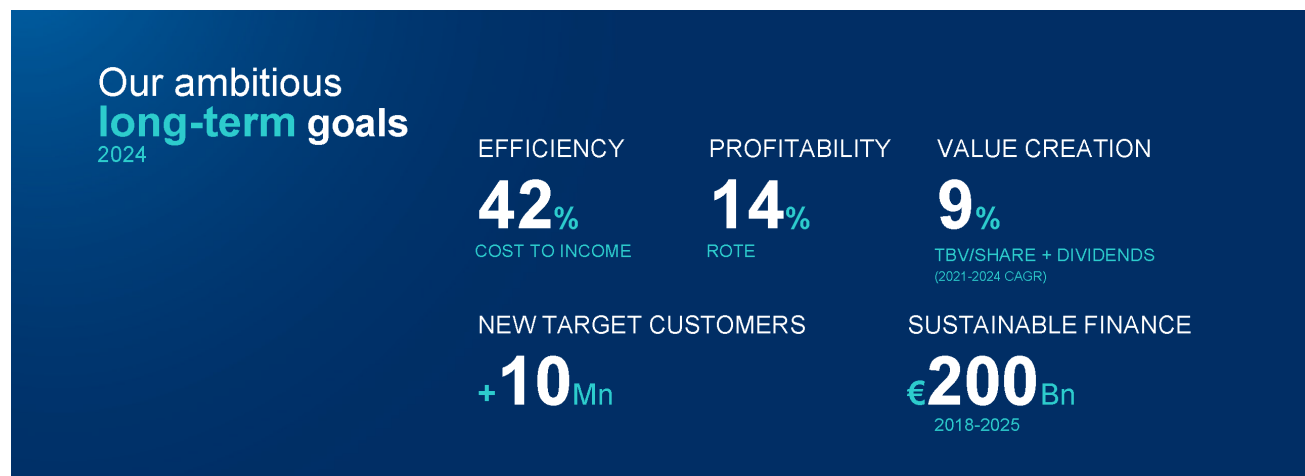 Our ambitious
long-term goals
2024
EFFICIENCY
42%
COST TO INCOME
PROFITABILITY
14%
ROTE
VALUE CREATION
9%
TBV/SHARE + DIVIDENDS
(2021-2024 CAGR)
NEW TARGET CUSTOMERS
+10Mn
SUSTAINABLE FINANCE
€200Bn
2018-2025